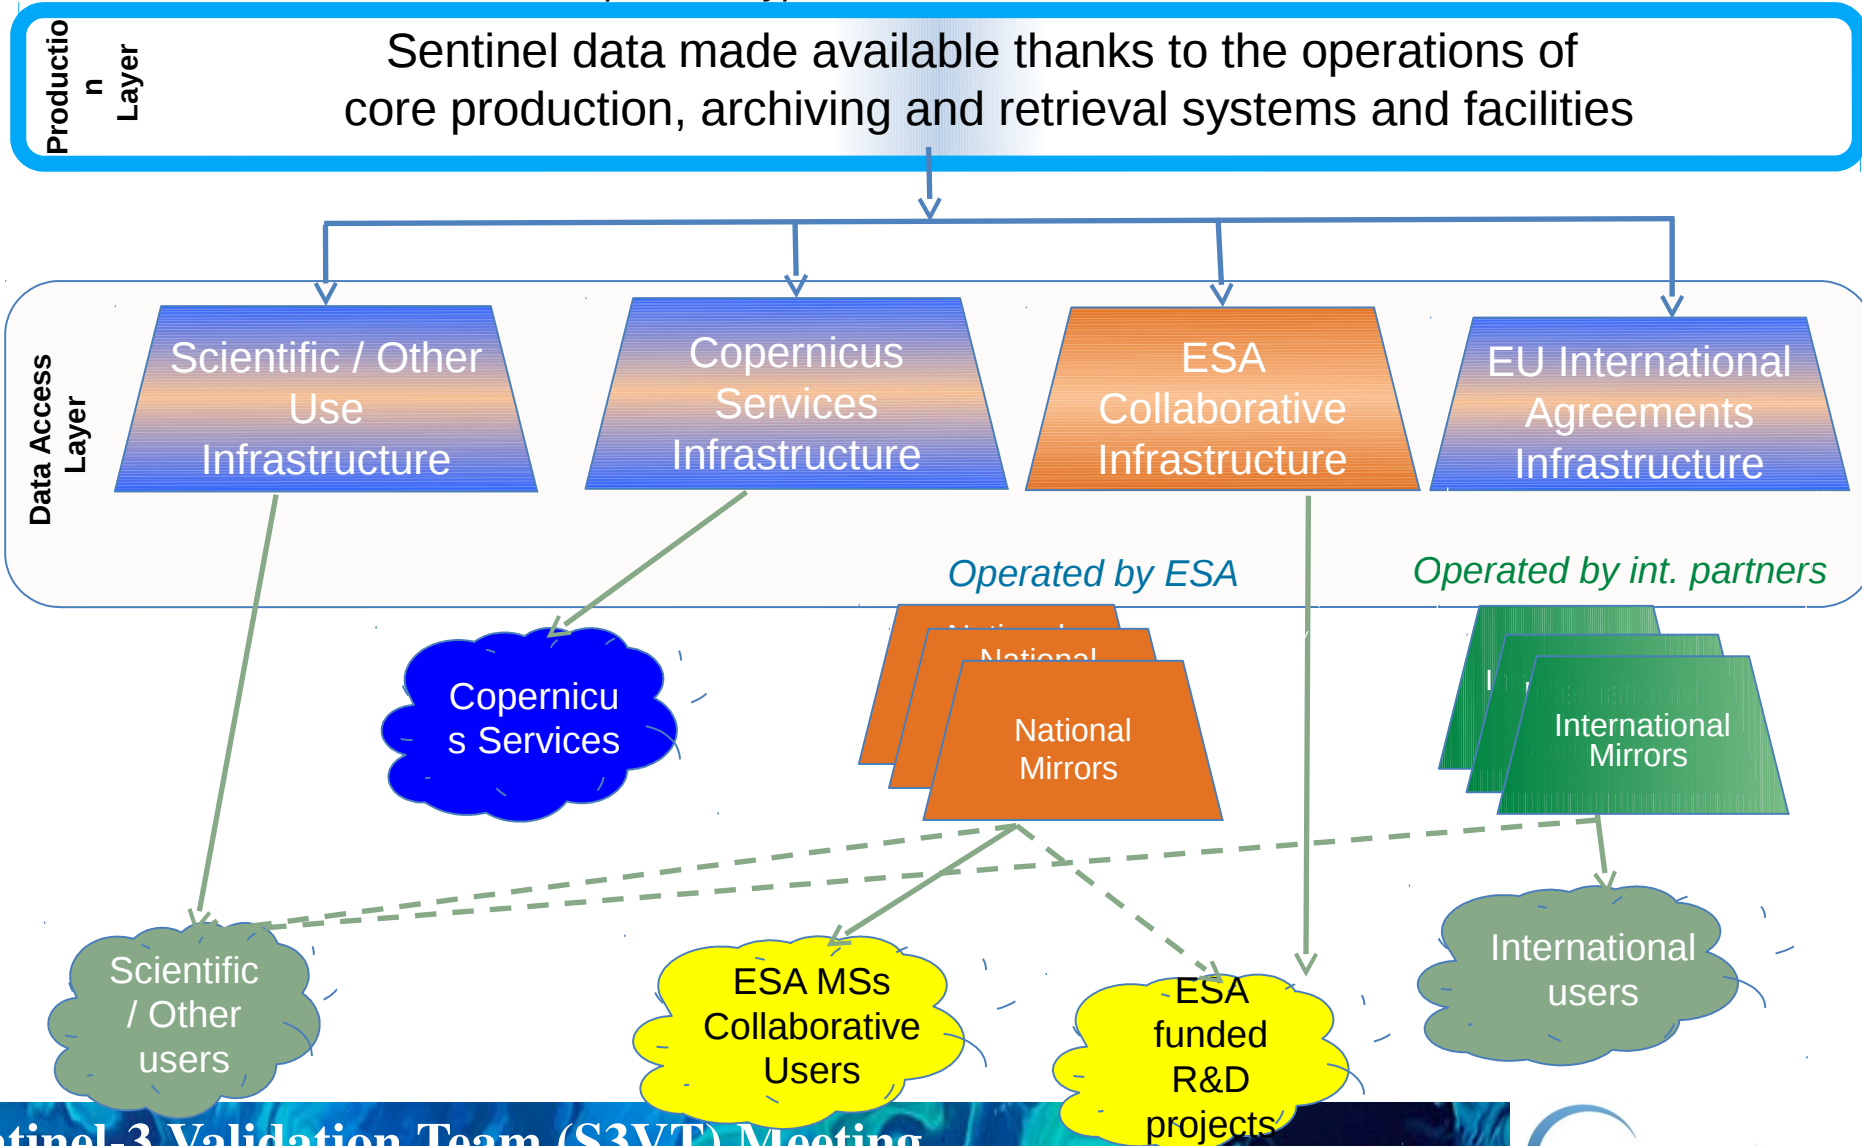 Productio
n
Layer
Sentinel data made available thanks to the operations of
core production, archiving and retrieval systems and facilities
Data Access
Layer
Scientific / Other
Use
Infrastructure
Copernicus
Services
Infrastructure
ESA
Collaborative
Infrastructure
EU International
Agreements
Infrastructure
Operated by ESA
Operated by int. partners
Copernicu
s Services
National
National
National
Mirrors
International
International
Mirrors
Scientific
/ Other
users
ESA MSs
Collaborative
Users
ESA
funded
R&D
projects
International
users
ntinel-3 Validation Team (S3VT) Meeting